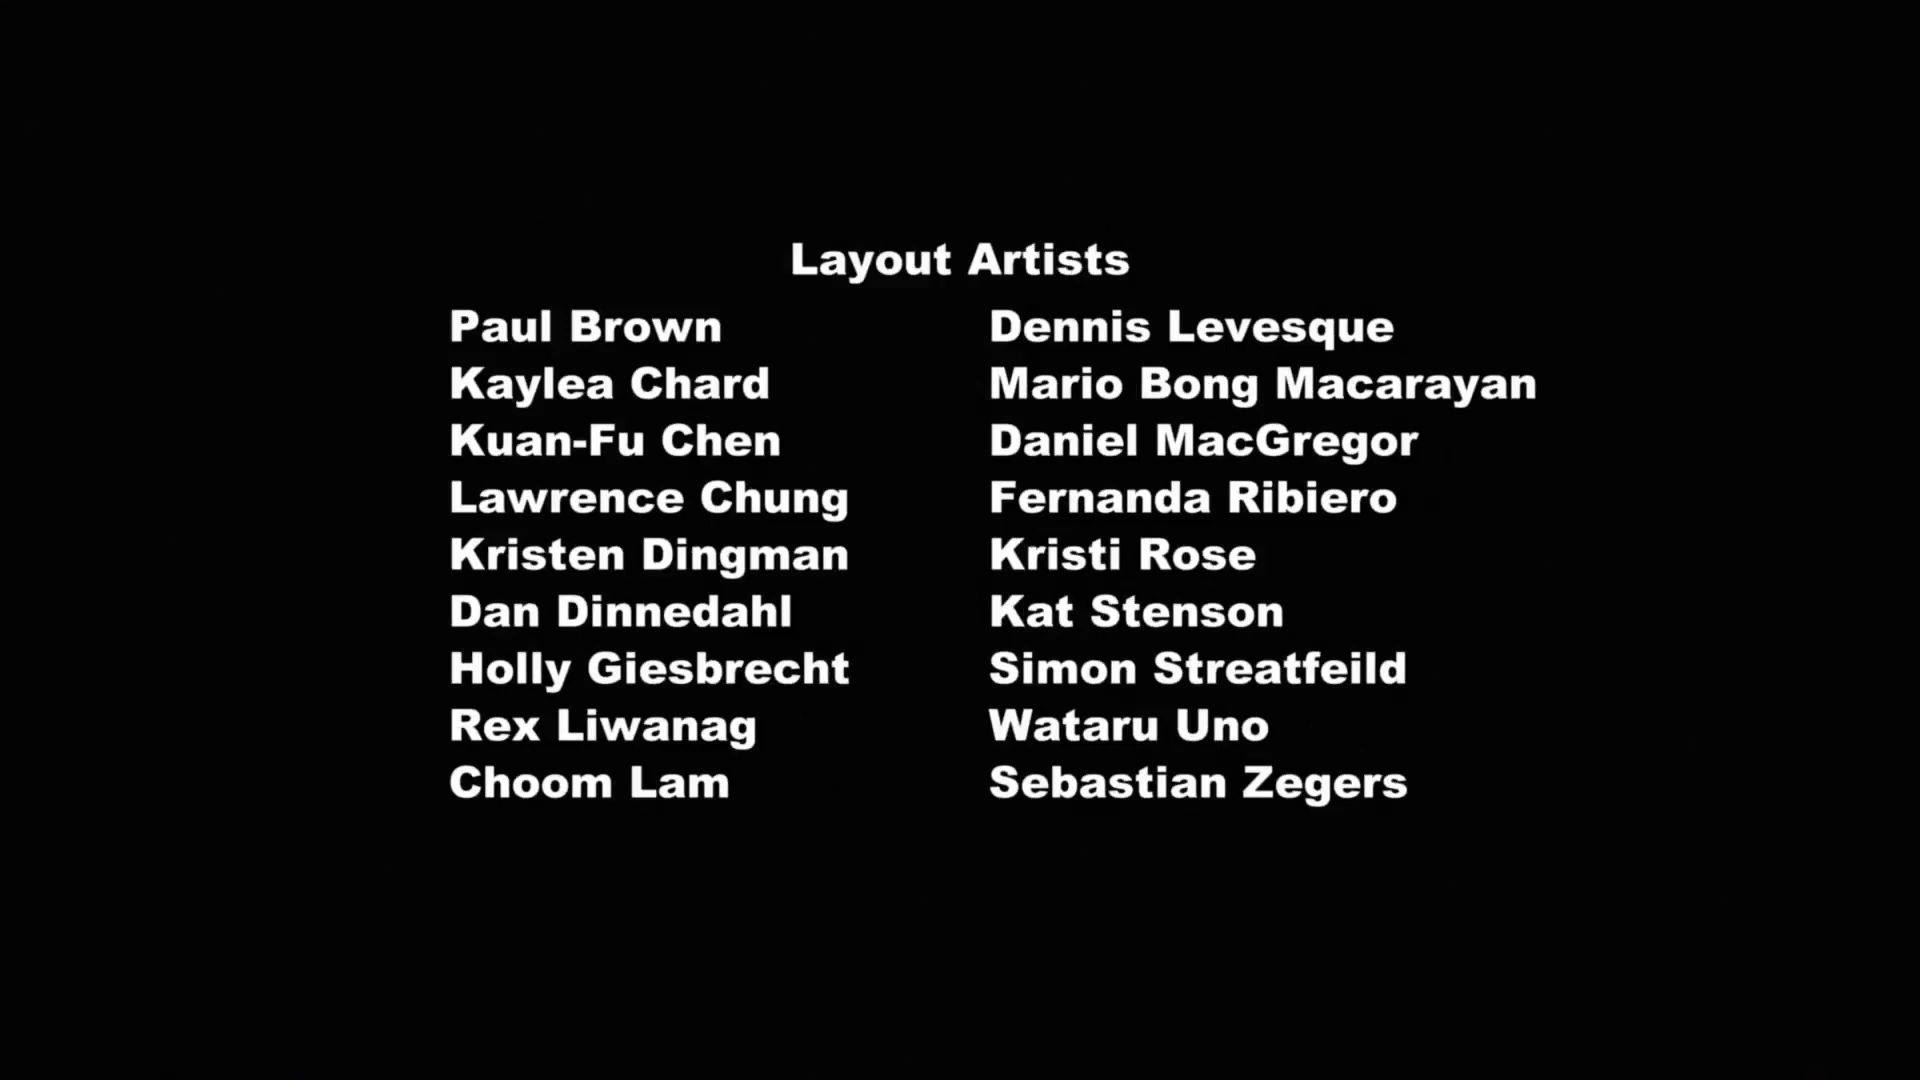 Layout Artists
Paul Brown
Kaylea Chard
Kuan-Fu Chen
Lawrence Chung
Kristen Dingman
Dan Dinnedahl
Holly Giesbrecht
Rex Liwanag
Choom Lam
Dennis Levesque
Mario Bong Macarayan
Daniel MacGregor
Fernanda Ribiero
Kristi Rose
Kat Stenson
Simon Streatfeild
Wataru Uno
Sebastian Zegers